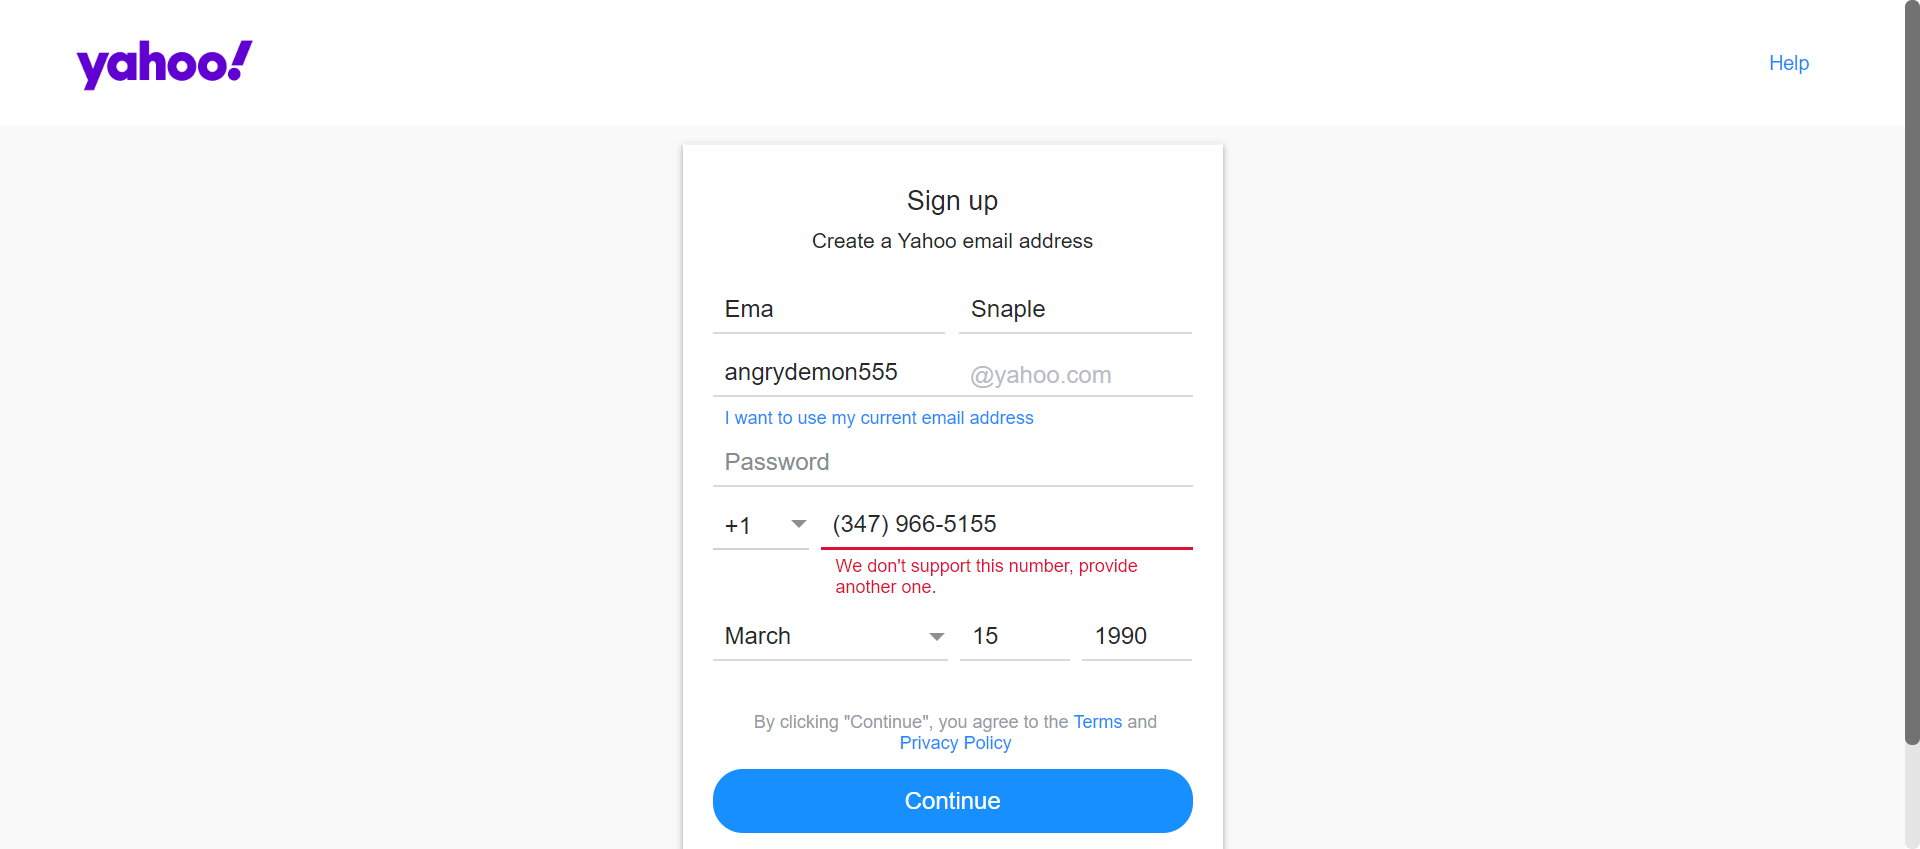 yahoo!
Help
Sign up
Create a Yahoo email address
Ema Snaple
angrydemon555 @yahoo.com
I want to use my current email address
Password
+1 (347) 966-5155
We don't support this number, provide
another one.
March 15 1990
By clicking "Continue", you agree to the Terms and
Privacy Policy
Continue